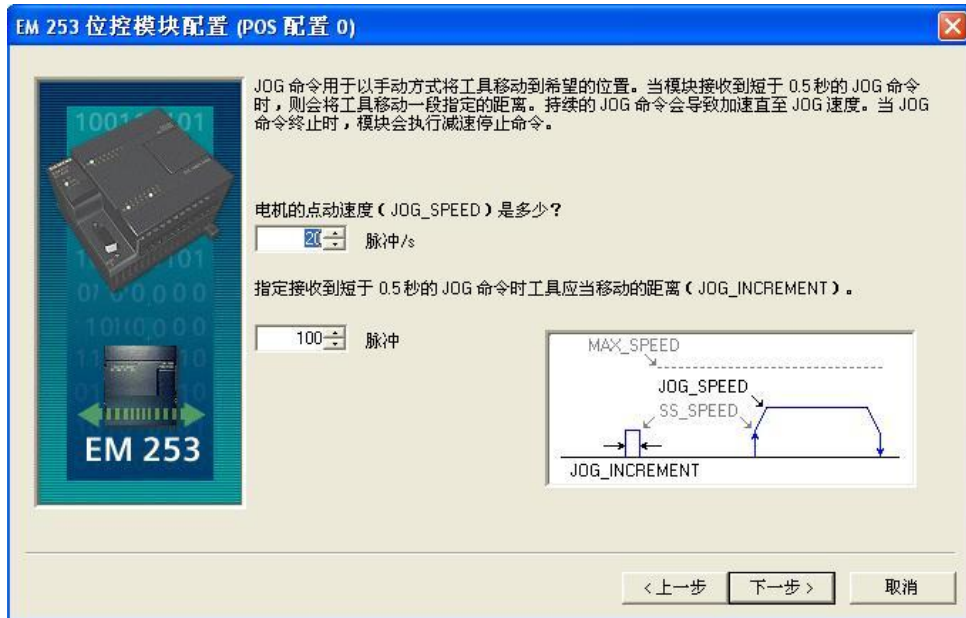 EM 253 位控模块配置 (POS 配置 0)
JOG 命令用于以手动方式将工具移动到希望的位置。当模块接收到短于 0.5秒的 JOG 命令
时，则会将工具移动一段指定的距离。持续的 JOG 命令会导致加速直至 JOG 速度。当 JOG
命令终止时，模块会执行减速停止命令。
电机的点动速度（JOG_SPEED）是多少？
20 脉冲/s
指定接收到短于 0.5秒的 JOG 命令时工具应当移动的距离（JOG_INCREMENT）。
100 脉冲
MAX_SPEED
JOG_SPEED
SS_SPEED
JOG_INCREMENT
EM 253
<上一步
下一步>
取消